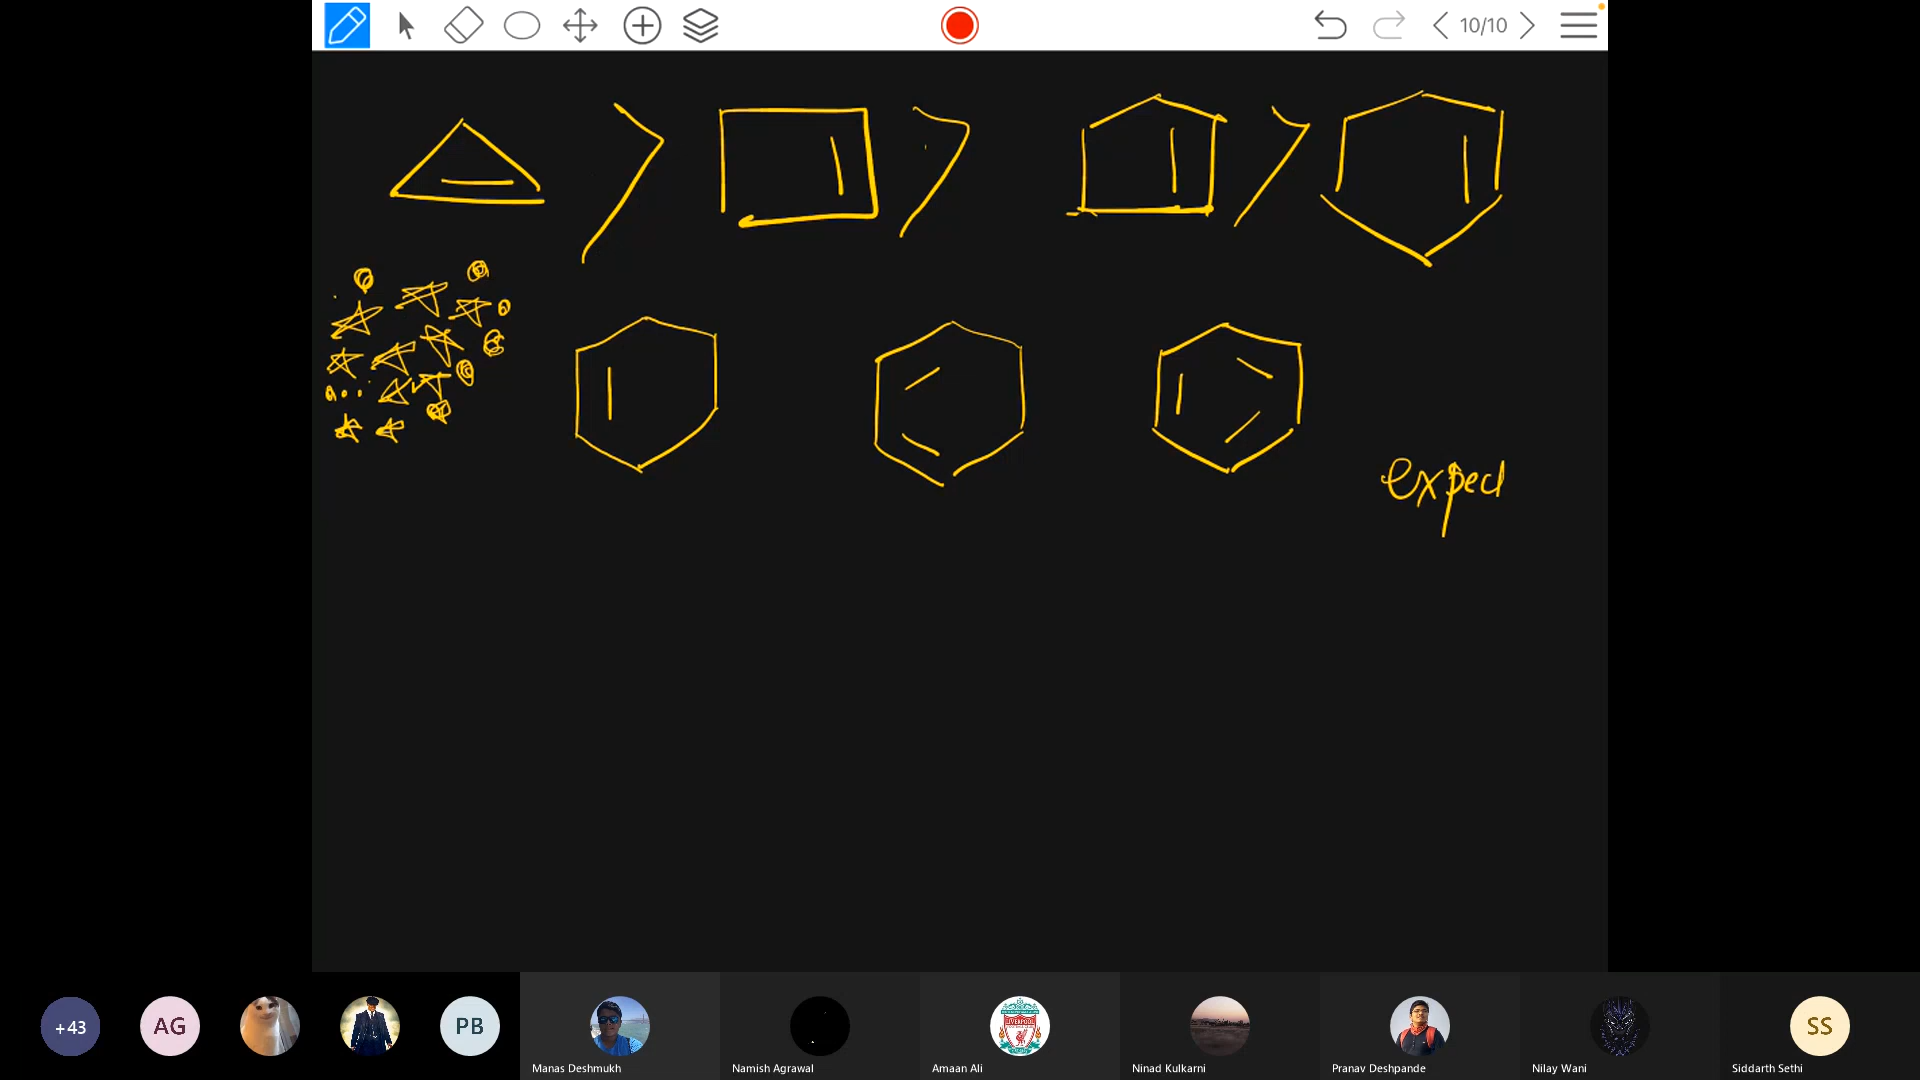 10/10
expect
+43
AG
PB
SS
LIVERPOOL
Manas Deshmukh
Namish Agrawal
Amaan Ali
Ninad Kulkarni
Pranav Deshpande
Nilay Wani
Siddarth Sethi